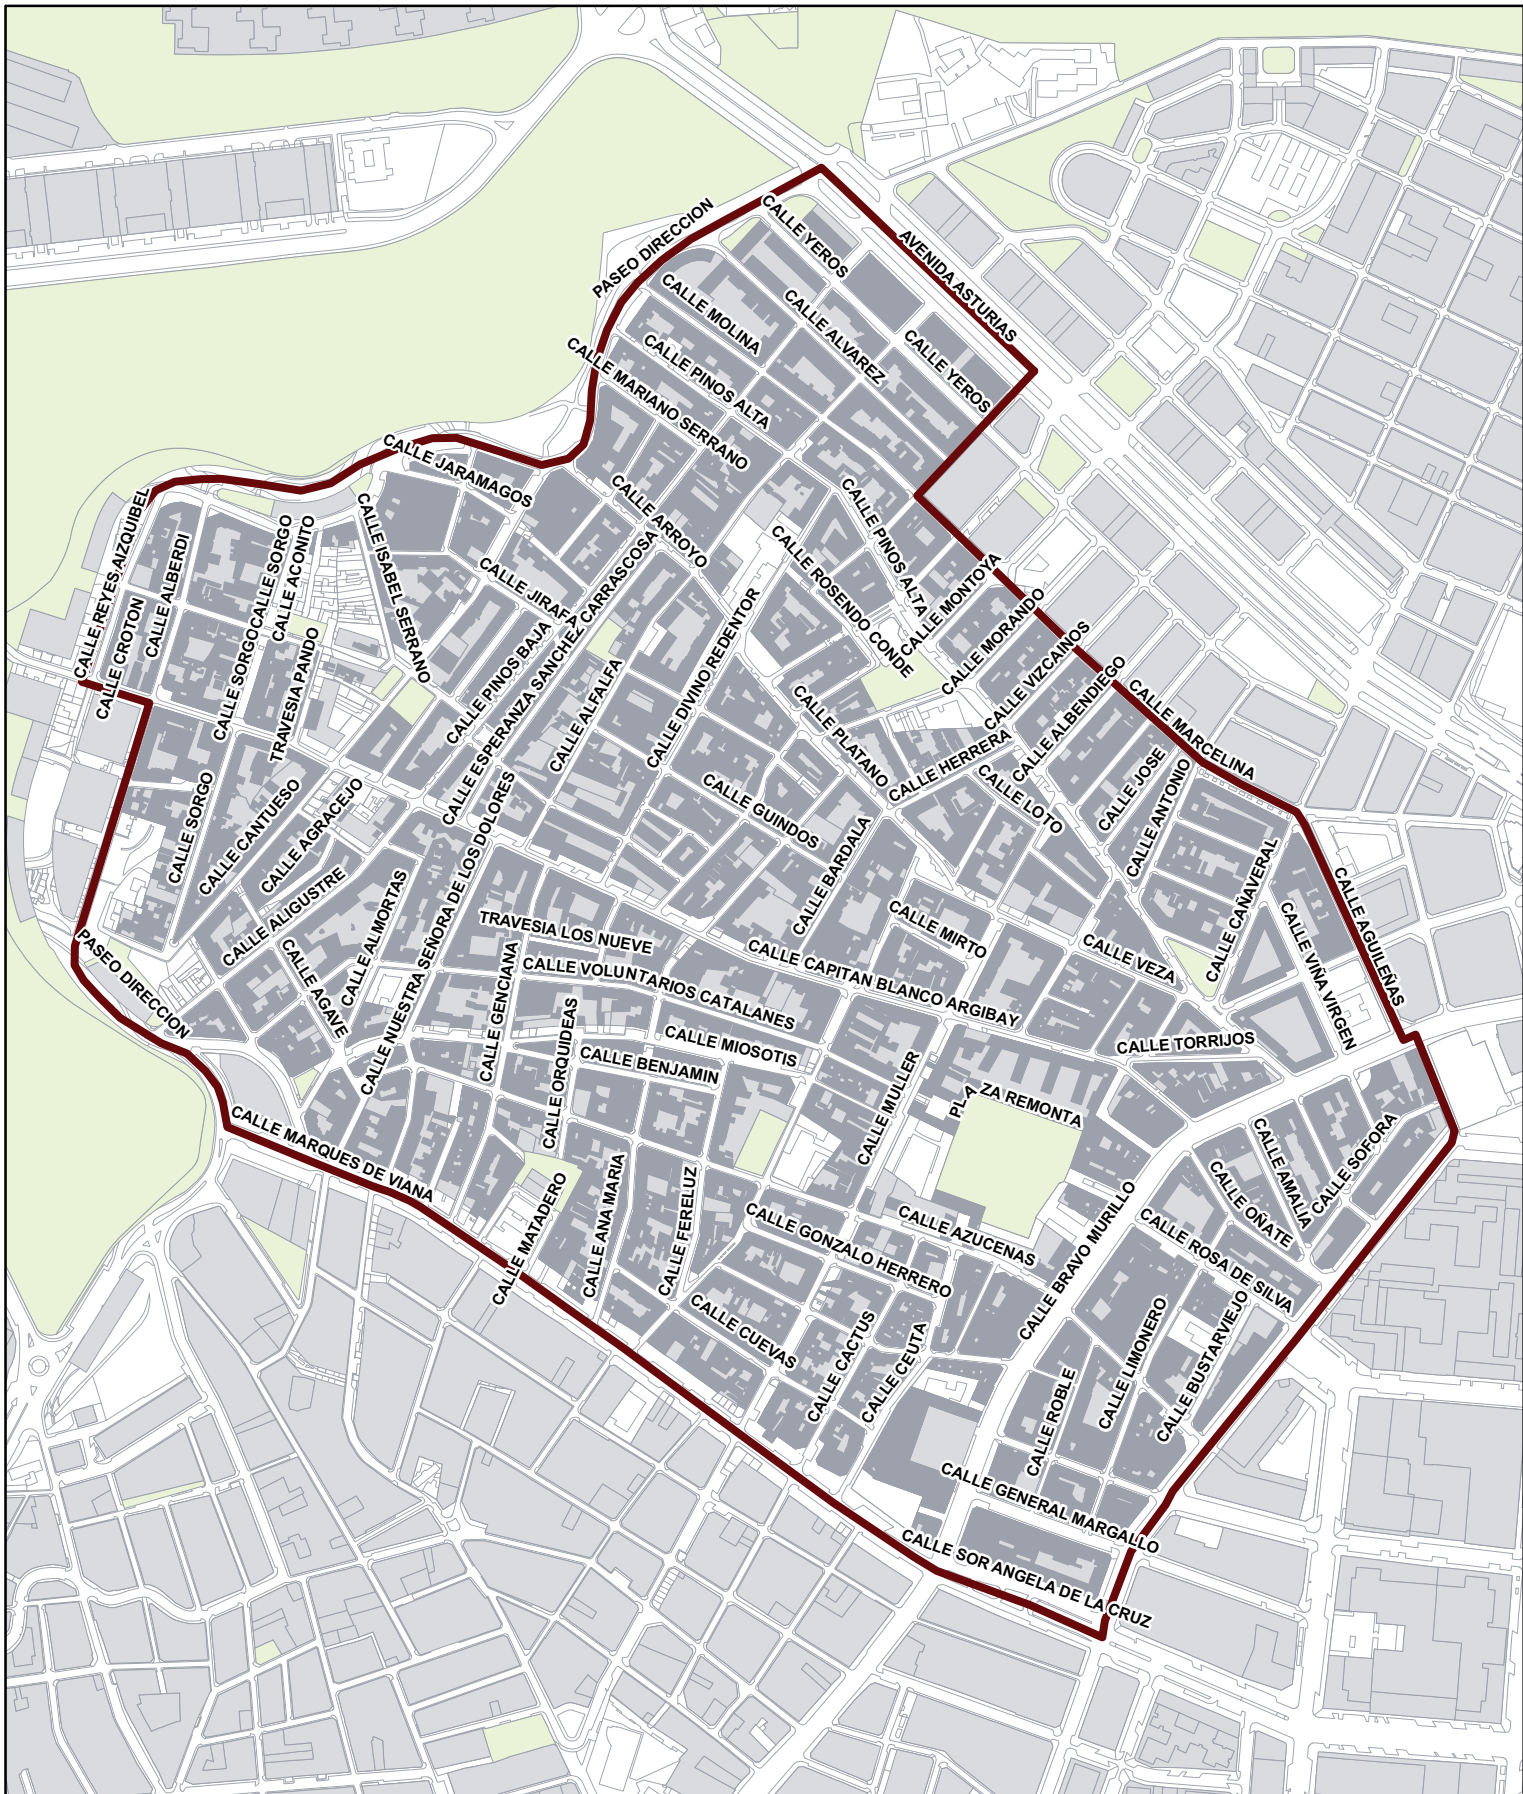 CALLE YEROS
PASEO DIRECCION
AVENIDA ASTURIAS
CALLE MOLINA
CALLE ALVAREZ
CALLE YEROS
CALLE PINOS ALTA
CALLE MARIANO SERRANO
CALLE JARAMAGOS
CALLE ARROYO
CALLE PINOS ALTA
CALLE REYES AIZQUIBEL
CALLE ALBERDI
CALLE SORGO
CALLE ACONITO
CALLE ISABEL SERRANO
CALLE ROSENDO CONDE
CALLE MONTOYA
CALLE JIRAFA
CALLE ESPERANZA SANCHEZ CARRASCOSA
CALLE DIVINO REDENTOR
CALLE MORANDO
CALLE CROTON
CALLE SORGO
TRAVESIA PANDO
CALLE PINOS BAJA
CALLE ALFALFA
CALLE VIZCAINOS
CALLE ALBENDIEGO
CALLE MARCELINA
CALLE PLATANO
CALLE HERRERA
CALLE LOTO
CALLE JOSE
CALLE ANTONIO
CALLE SORGO
CALLE CANTUESO
CALLE AGRACEJO
CALLE GUINDOS
CALLE BARDALA
CALLE NUESTRA SEÑORA DE LOS DOLORES
CALLE ALIGUSTRE
CALLE ALMORTAS
CALLE CAÑAVERAL
CALLE AGUILEÑAS
CALLE VIÑA VIRGEN
CALLE MIRTO
CALLE VEZA
TRAVESIA LOS NUEVE
CALLE CAPITAN BLANCO ARGIBAY
CALLE VOLUNTARIOS CATALANES
PASEO DIRECCION
CALLE AGAVE
CALLE GENCIANA
CALLE ORQUIDEAS
CALLE MIOSOTIS
CALLE BENJAMIN
CALLE TORRIJOS
CALLE MULLER
PLAZA REMONTA
CALLE MARQUES DE VIANA
CALLE SOFORA
CALLE AMALIA
CALLE OÑATE
CALLE MATADERO
CALLE ANA MARIA
CALLE FERELUZ
CALLE GONZALO HERRERO
CALLE AZUCENAS
CALLE BRAVO MURILLO
CALLE ROSA DE SILVA
CALLE CUEVAS
CALLE CACTUS
CALLE CEUTA
CALLE LIMONERO
CALLE BUSTARVIEJO
CALLE ROBLE
CALLE GENERAL MARGALLO
CALLE SOR ANGELA DE LA CRUZ